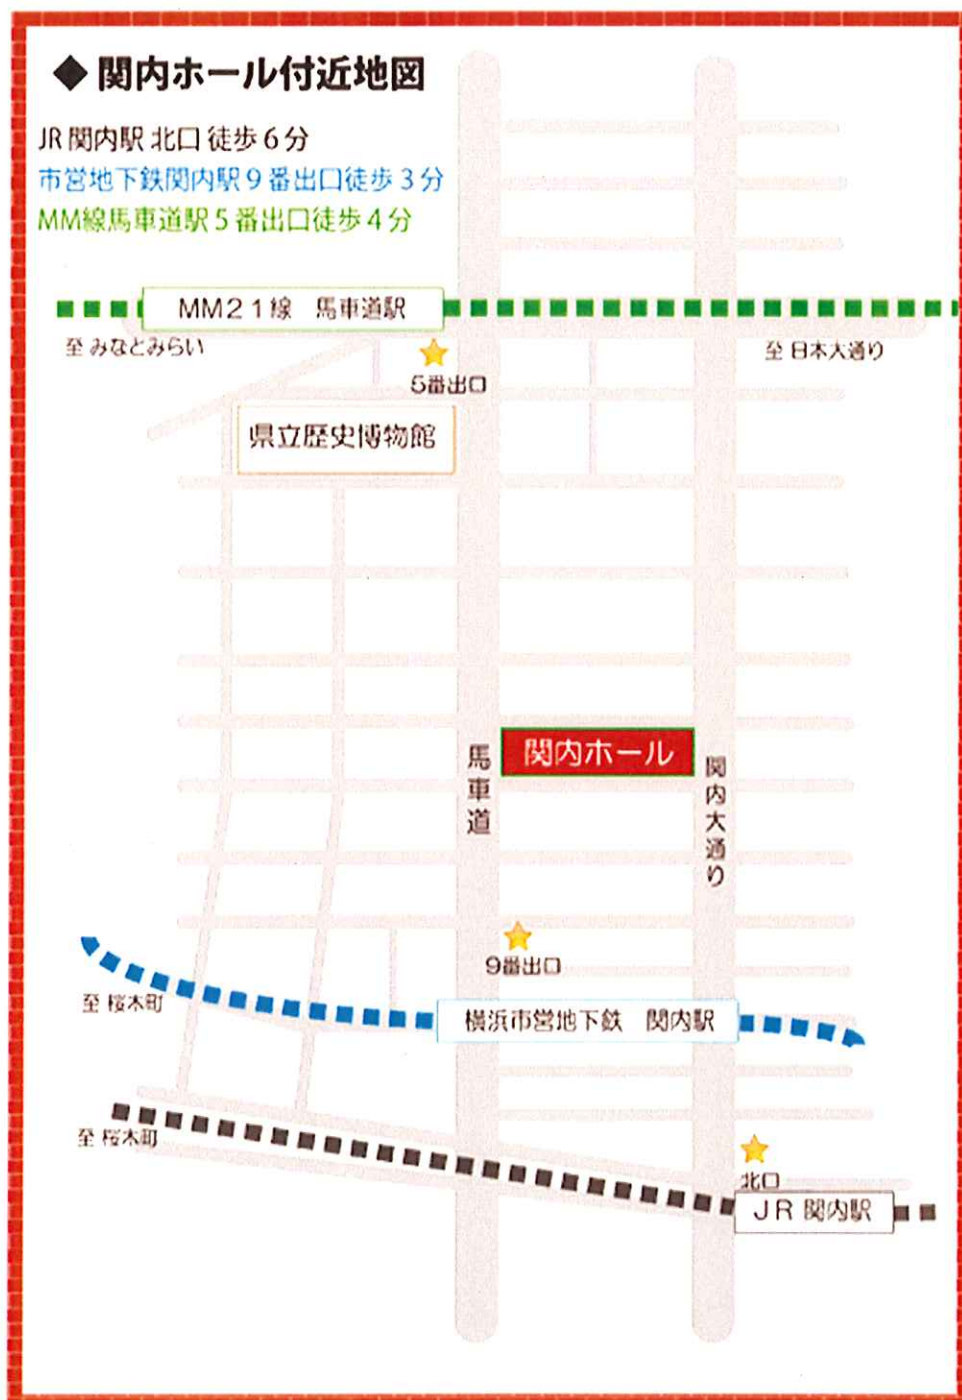 ◆ 関内ホール付近地図
JR 関内駅 北口 徒歩 6 分
市営地下鉄関内駅 9 番出口徒歩 3 分
MM線馬車道駅 5 番出口徒歩 4 分
MM21線 馬車道駅
至 みなとみらい
至 日本大通り
5番出口
県立歴史博物館
関内ホール
馬車道
関内大通り
9番出口
至 桜木町
横浜市営地下鉄 関内駅
至 桜木町
北口
JR 関内駅